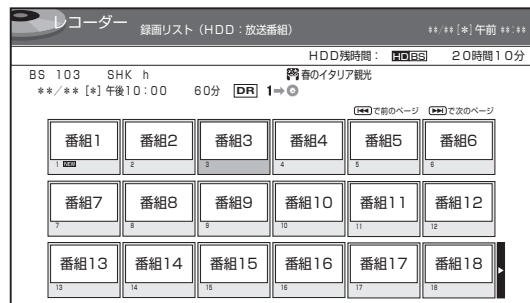 レコーダー 録画リスト（HDD：放送番組） **/** [*] 午前 **:**
HDD残時間： HD BS 20時間10分
BS 103 SHK h 春のイタリア観光
**/** [*] 午後10：00 60分 DR 1⇒
で前のページ で次のページ
番組1 番組2 番組3 番組4 番組5 番組6
1 NEW 2 3 4 5 6
番組7 番組8 番組9 番組10 番組11 番組12
7 8 9 10 11 12
番組13 番組14 番組15 番組16 番組17 番組18
13 14 15 16 17 18